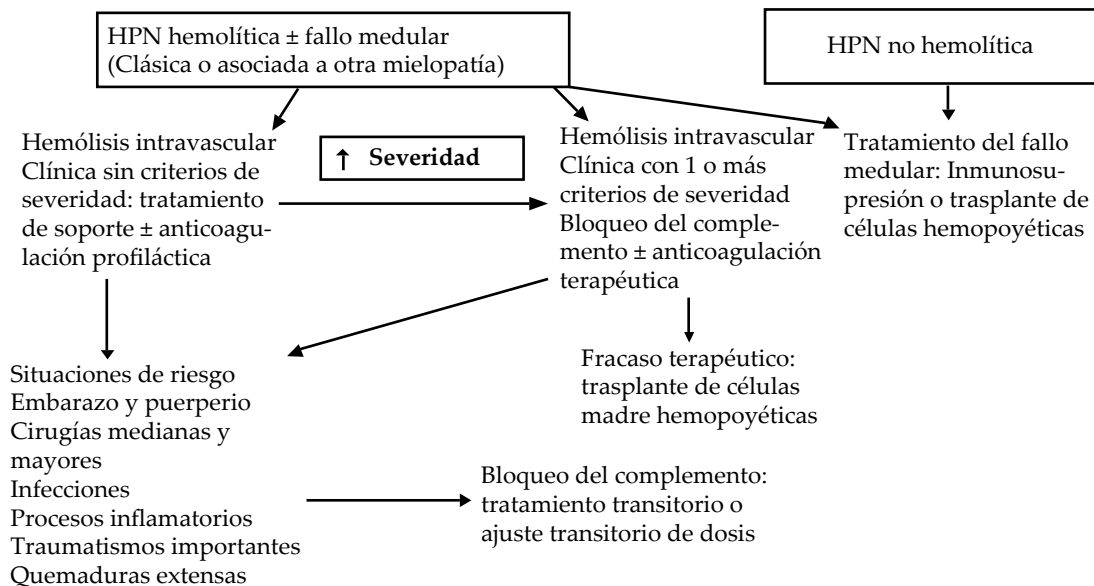 HPN hemolítica ± fallo medular
(Clásica o asociada a otra mielopatía)
HPN no hemolítica
Hemólisis intravascular
Clínica sin criterios de
severidad: tratamiento
de soporte ± anticoagu-
lación profiláctica
↑ Severidad
Hemólisis intravascular
Clínica con 1 o más
criterios de severidad
Bloqueo del comple-
mento ± anticoagulación
terapéutica
Tratamiento del fallo
medular: Inmunosu-
presión o trasplante de
células hemopoyéticas
Fracaso terapéutico:
trasplante de células
madre hemopoyéticas
Situaciones de riesgo
Embarazo y puerperio
Cirugías medianas y
mayores
Infecciones
Procesos inflamatorios
Traumatismos importantes
Quemaduras extensas
Bloqueo del complemento:
tratamiento transitorio o
ajuste transitorio de dosis